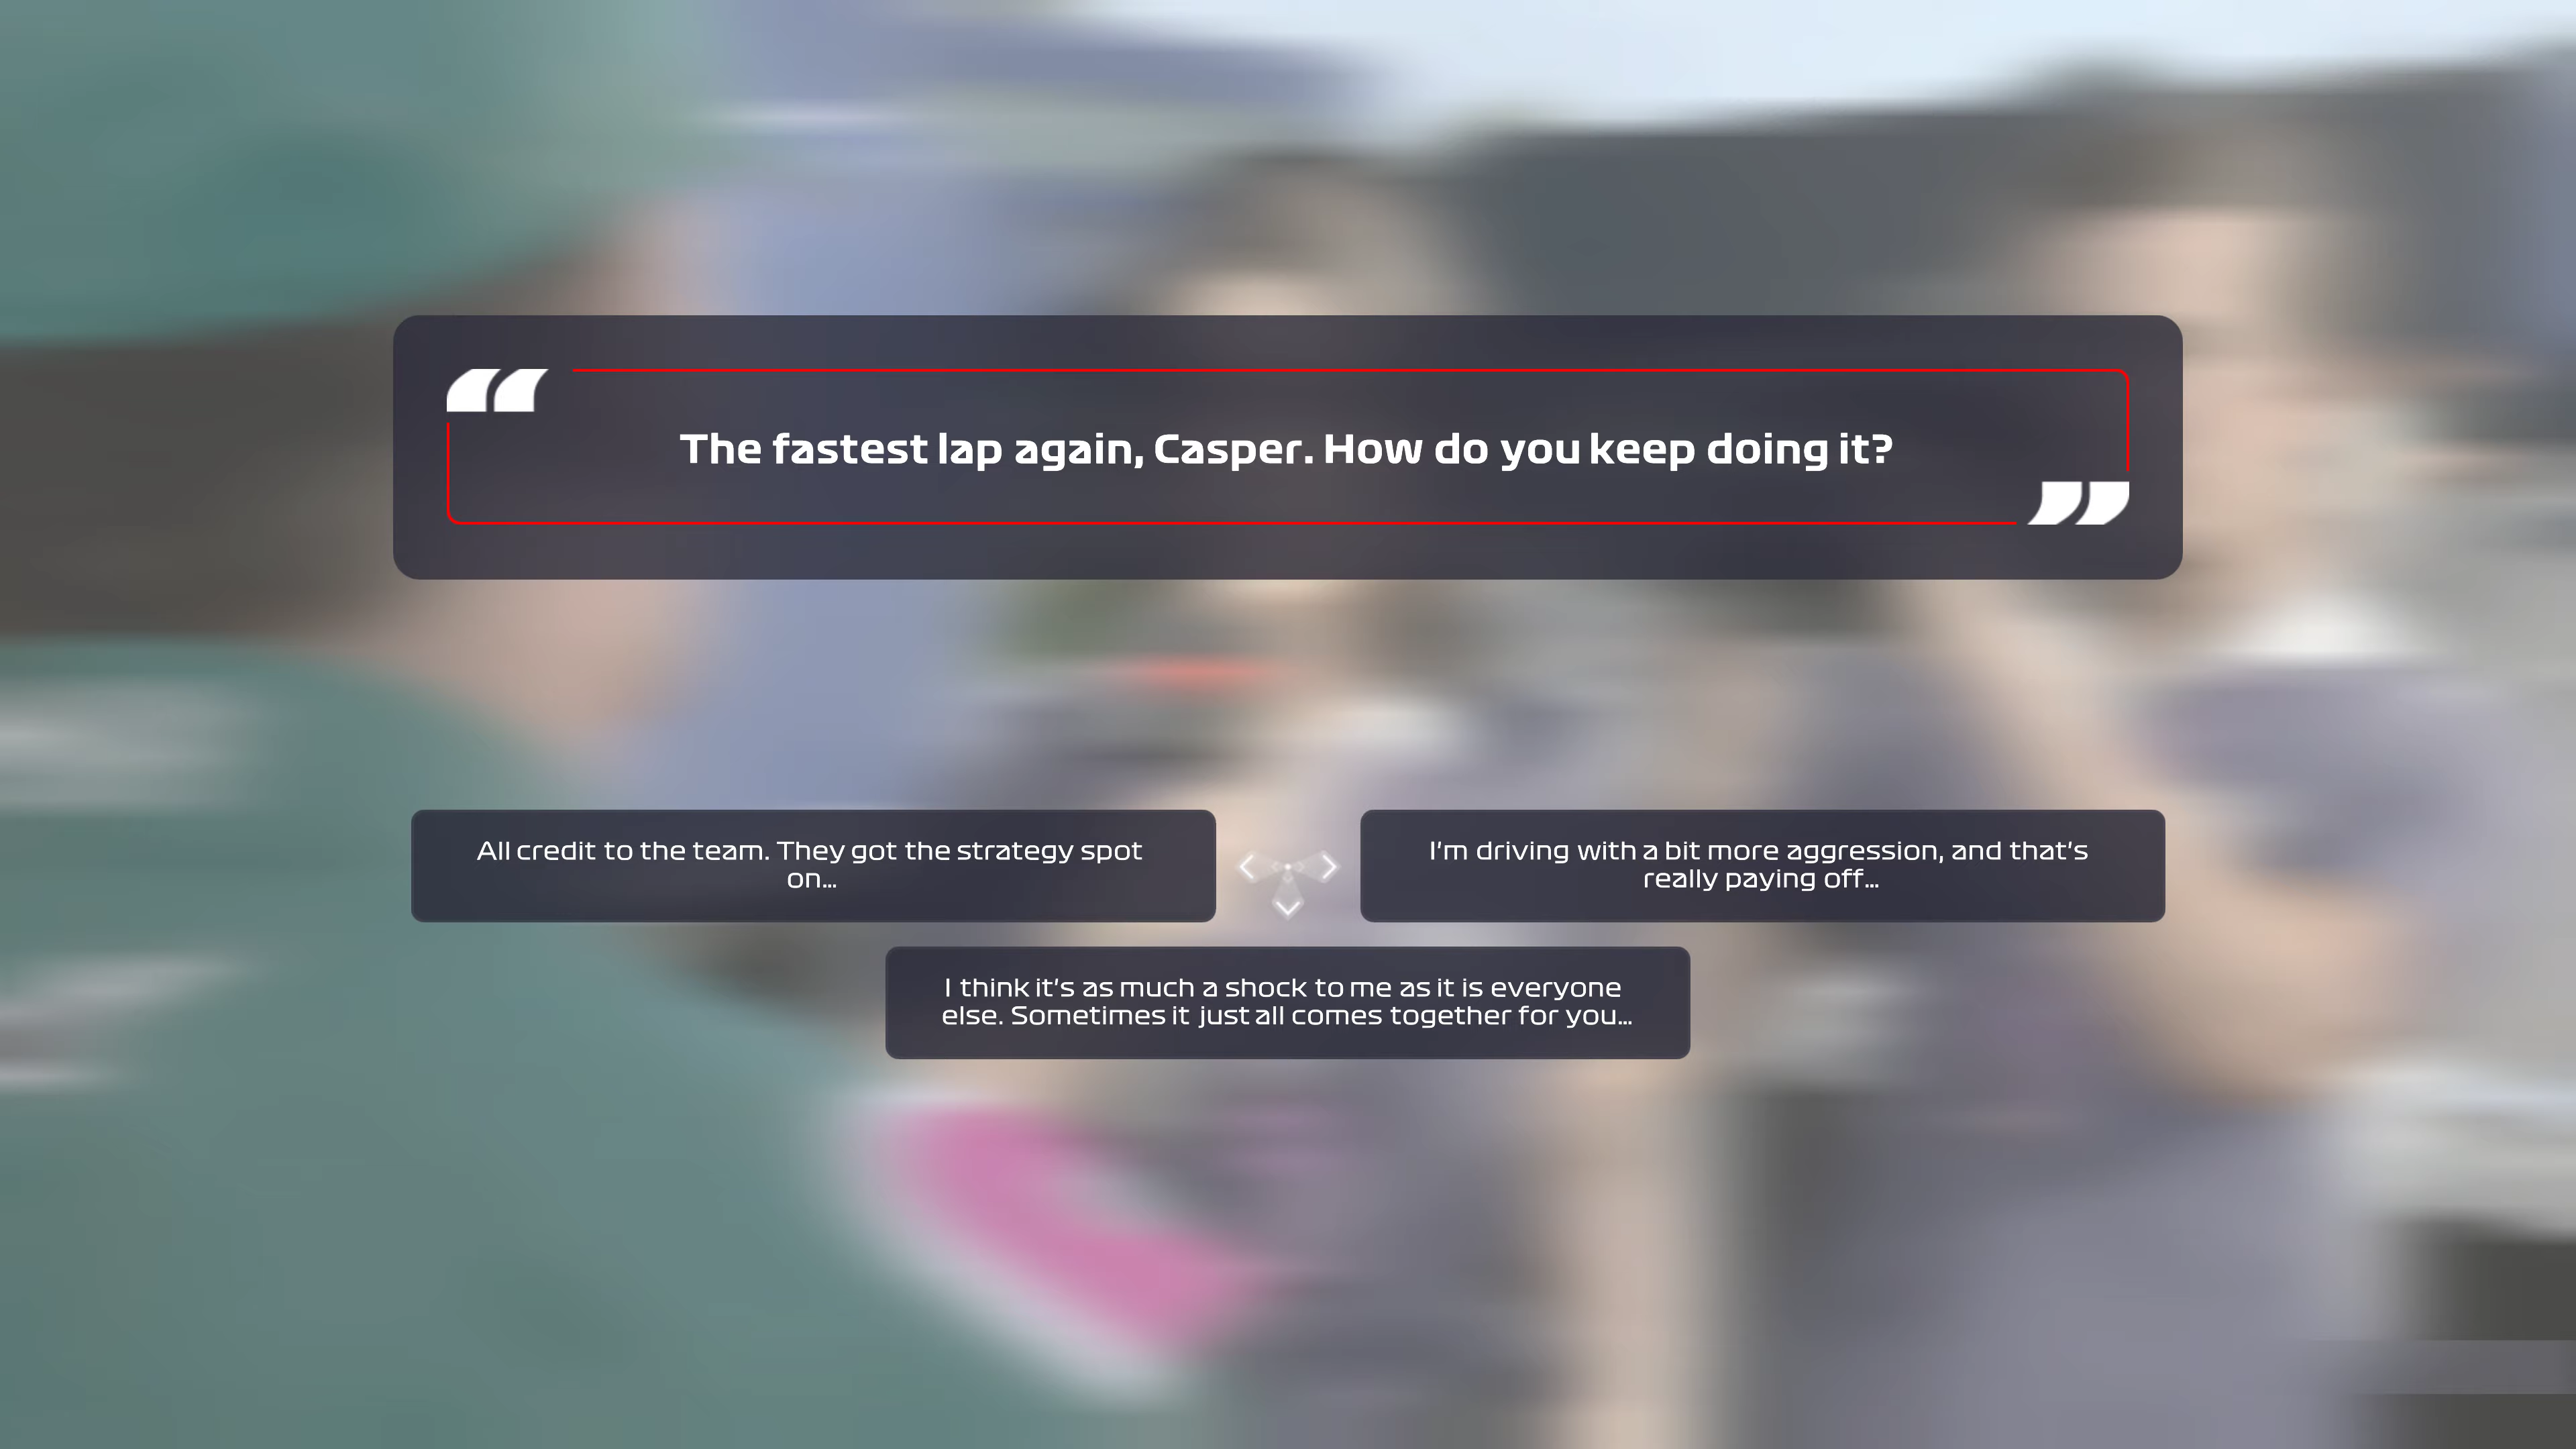 The fastest lap again, Casper. How do you keep doing it?
All credit to the team. They got the strategy spot
on...
I'm driving with a bit more aggression, and that's
really paying off...
I think it's as much a shock to me as it is everyone
else. Sometimes it just all comes together for you...